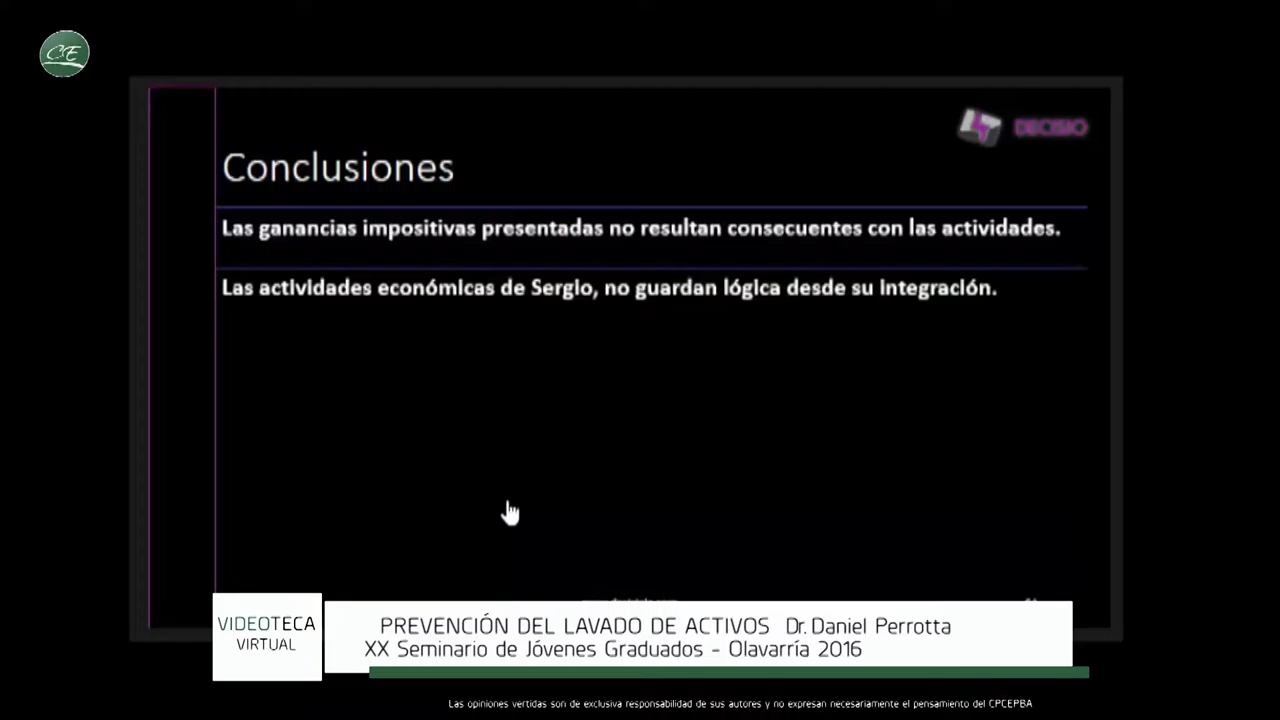 CE
DECISIO
Conclusiones
Las ganancias impositivas presentadas no resultan consecuentes con las actividades.
Las actividades económicas de Sergio, no guardan lógica desde su integración.
VIDEOTECA
VIRTUAL
PREVENCIÓN DEL LAVADO DE ACTIVOS Dr. Daniel Perrotta
XX Seminario de Jóvenes Graduados - Olavarría 2016
Las opiniones vertidas son de exclusiva responsabilidad de sus autores y no expresan necesariamente el pensamiento del CPCEPBA